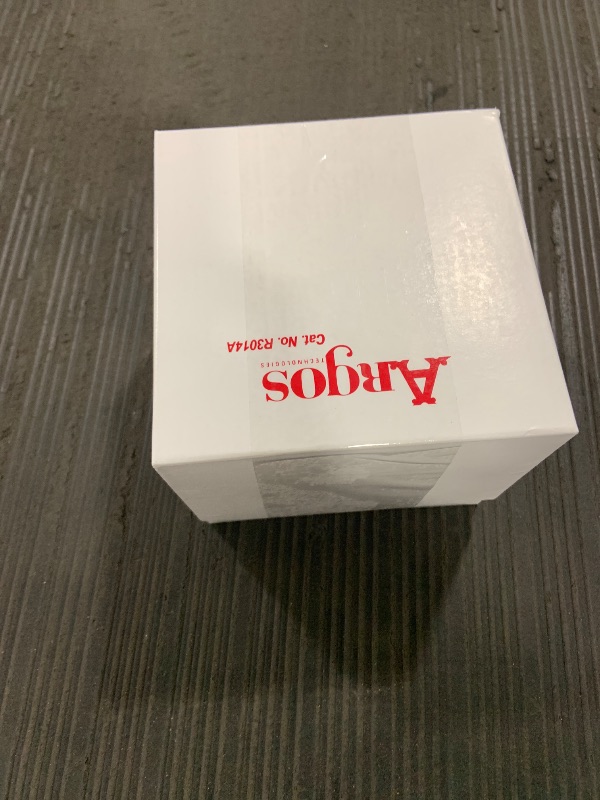 Argos
TECHNOLOGIES
Cat. No. R3014A